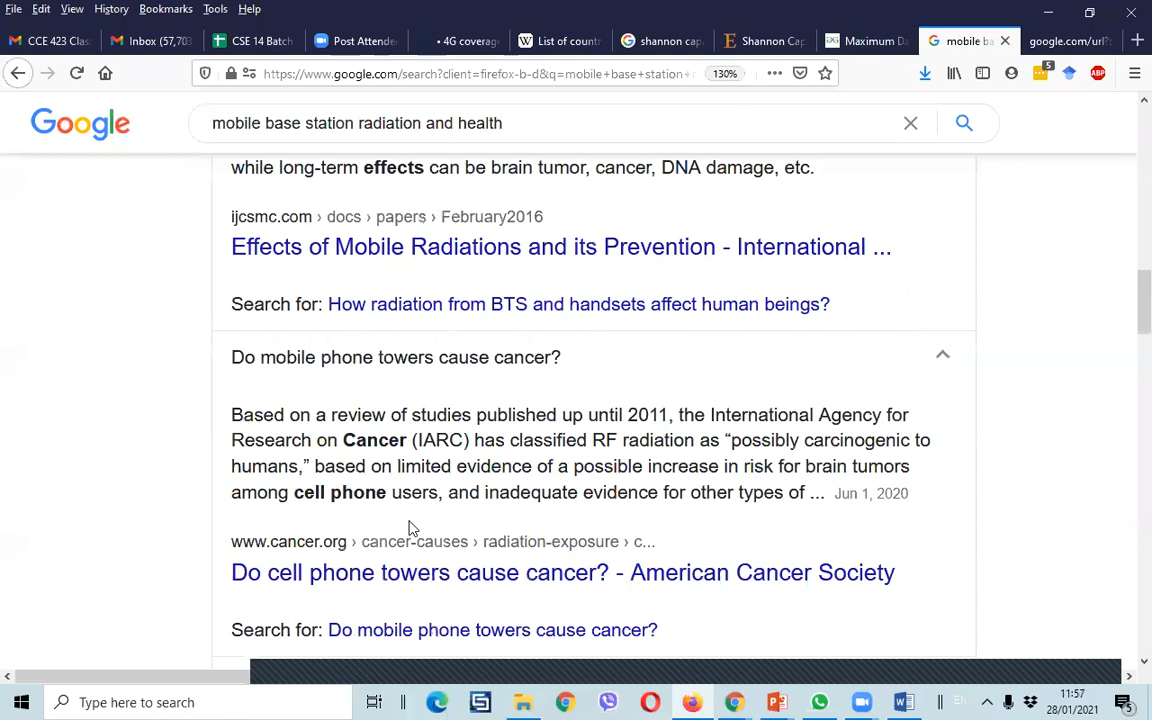 File Edit View History Bookmarks Tools Help
CCE 423 Clas
Inbox (57,703
CSE 14 Batch
Post Attende
• 4G coverag
List of countr
shannon cap
Shannon Cap
Maximum Da
mobile ba
google.com/url?
https://www.google.com/search?client=firefox-b-d&q=mobile+base+station+
130%
5
ABP
Google
mobile base station radiation and health
while long-term effects can be brain tumor, cancer, DNA damage, etc.
ijcsmc.com › docs › papers › February2016
Effects of Mobile Radiations and its Prevention - International ...
Search for: How radiation from BTS and handsets affect human beings?
Do mobile phone towers cause cancer?
Based on a review of studies published up until 2011, the International Agency for
Research on Cancer (IARC) has classified RF radiation as “possibly carcinogenic to
humans,” based on limited evidence of a possible increase in risk for brain tumors
among cell phone users, and inadequate evidence for other types of ... Jun 1, 2020
www.cancer.org › cancer-causes › radiation-exposure › c...
Do cell phone towers cause cancer? - American Cancer Society
Search for: Do mobile phone towers cause cancer?
Type here to search
11:57
28/01/2021
5